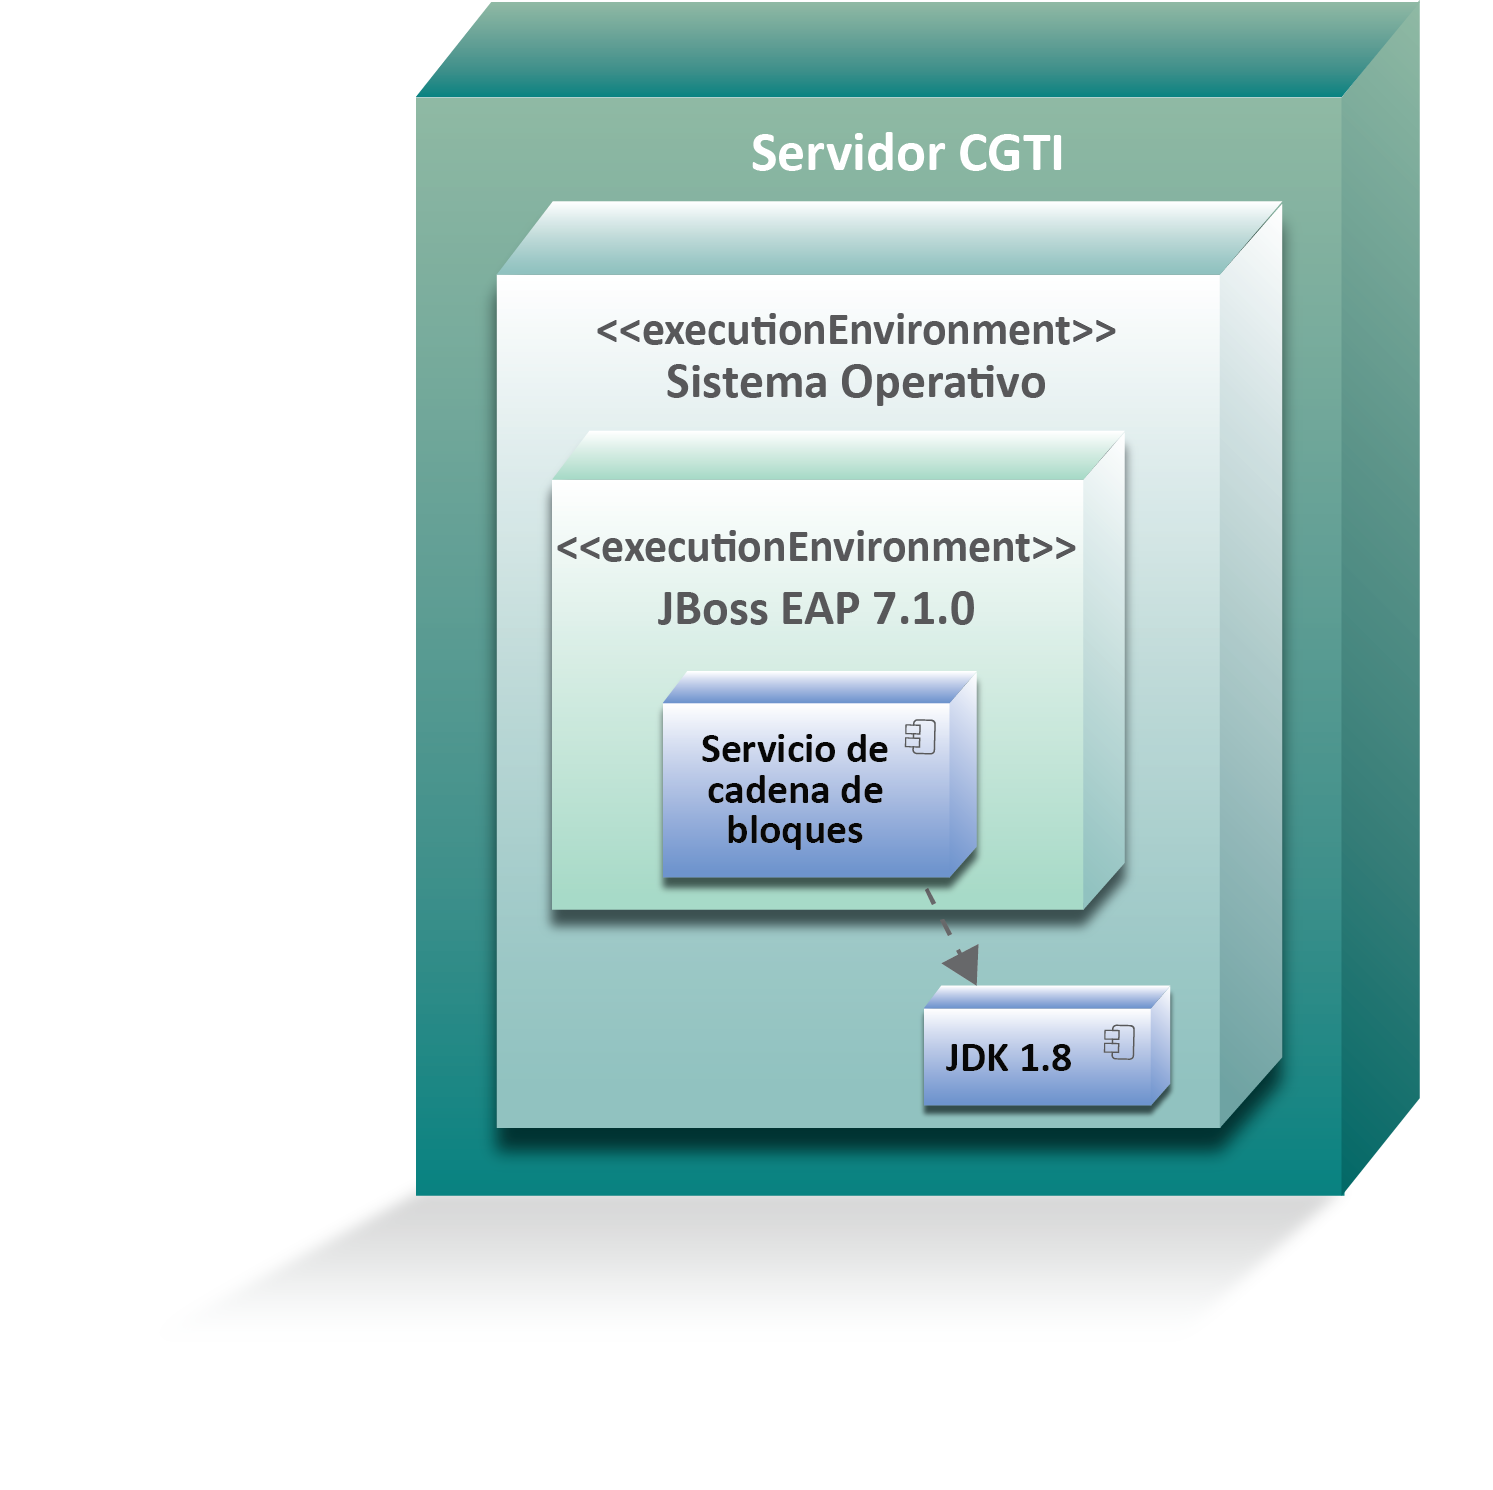 Servidor CGTI
<<executionEnvironment>>
Sistema Operativo
<<executionEnvironment>>
JBoss EAP 7.1.0
Servicio de
cadena de
bloques
JDK 1.8